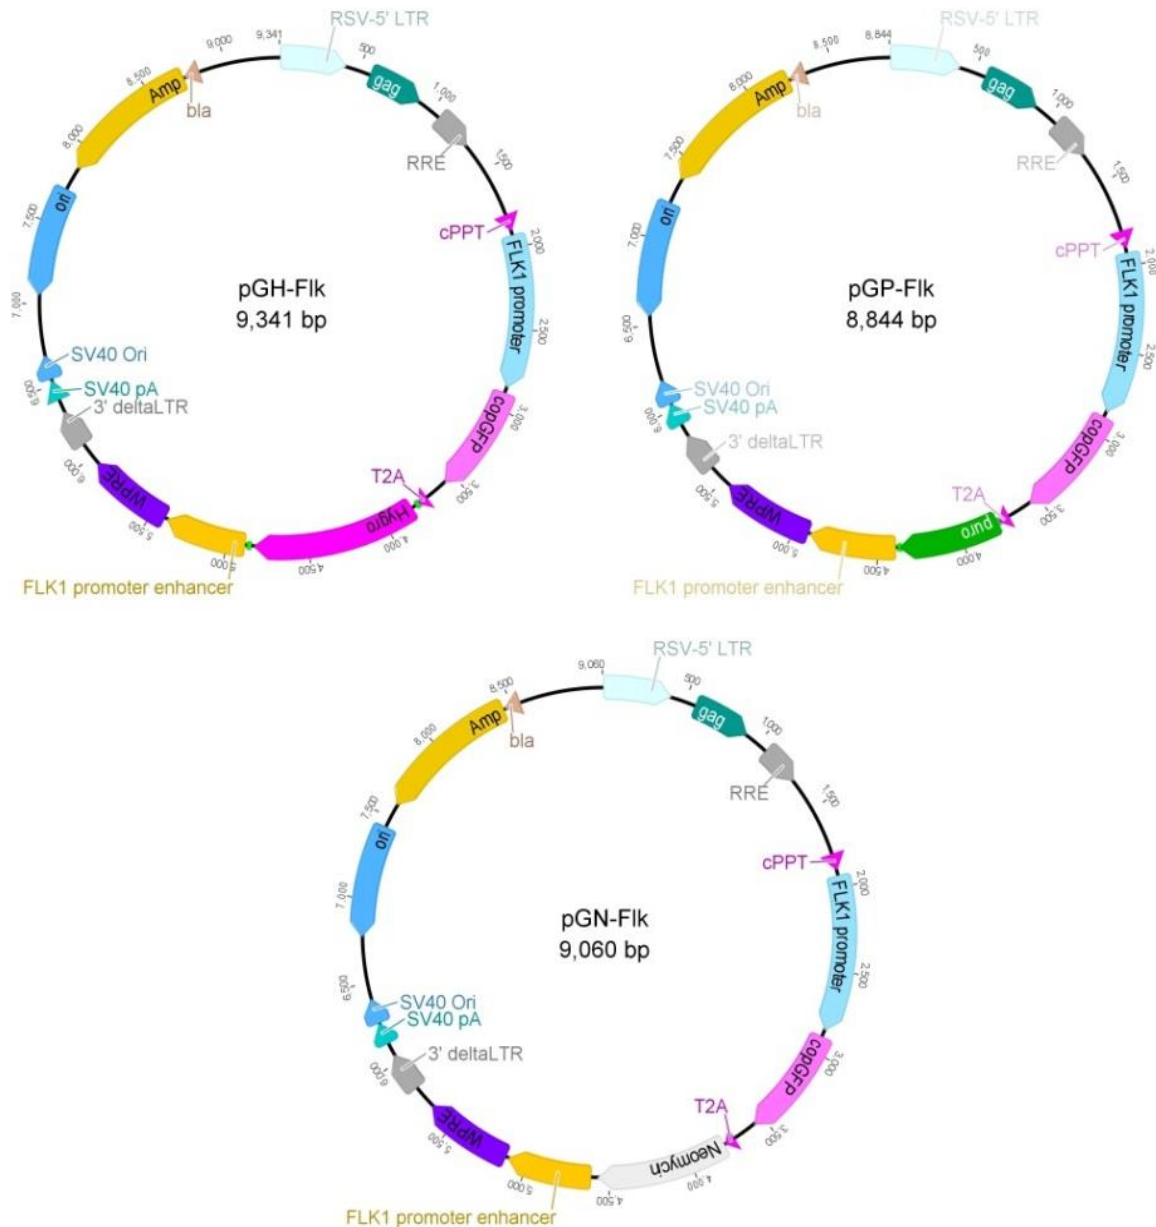 RSV-5' LTR
9,341
500
gag
1,000
RRE
1,500
cPPT
2,000
FLK1 promoter
2,500
copGFP
3,000
3,500
T2A
Hygro
4,000
4,500
FLK1 promoter enhancer
5,000
WPRE
5,500
6,000
3' deltaLTR
SV40 pA
SV40 Ori
6,500
7,000
ori
7,500
8,000
Amp
8,500
bla
9,000
pGH-Flk
9,341 bp
RSV-5' LTR
8,844
500
gag
1,000
RRE
1,500
cPPT
2,000
FLK1 promoter
2,500
copGFP
3,000
3,500
T2A
puro
4,000
4,500
FLK1 promoter enhancer
5,000
WPRE
5,500
3' deltaLTR
6,000
SV40 pA
SV40 Ori
6,500
ori
7,000
7,500
Amp
8,000
bla
8,500
pGP-Flk
8,844 bp
RSV-5' LTR
9,060
500
gag
1,000
RRE
1,500
cPPT
2,000
FLK1 promoter
2,500
copGFP
3,000
3,500
T2A
Neomycin
4,000
4,500
FLK1 promoter enhancer
5,000
WPRE
5,500
6,000
3' deltaLTR
SV40 pA
SV40 Ori
6,500
7,000
ori
7,500
Amp
8,000
8,500
bla
pGN-Flk
9,060 bp